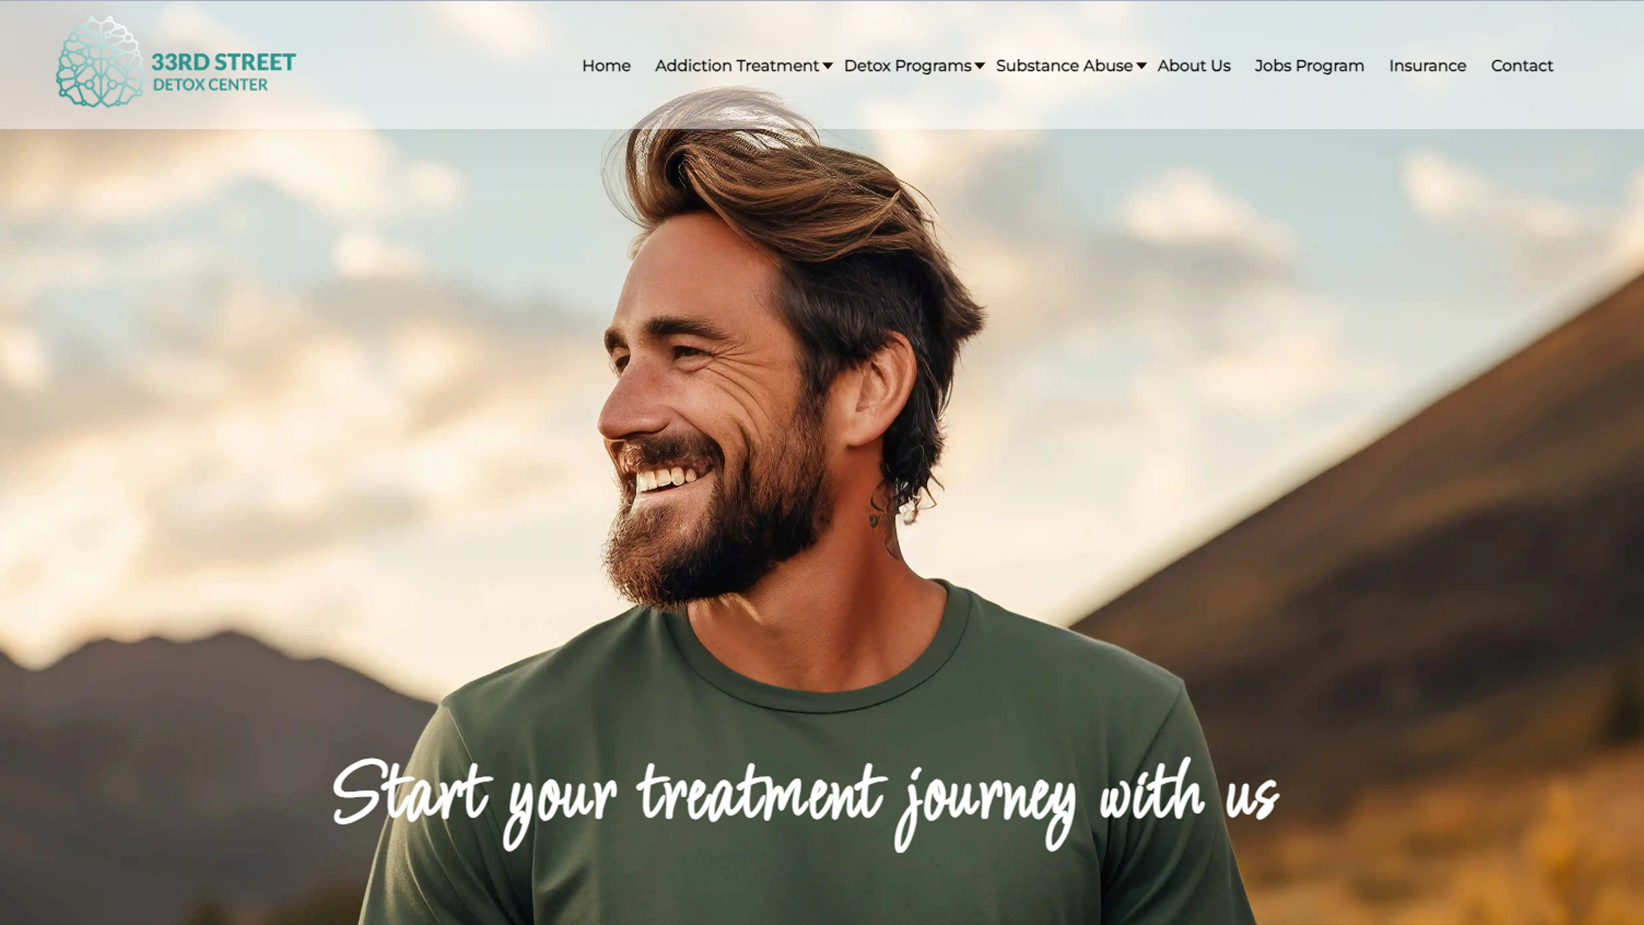 33RD STREET
DETOX CENTER
Home Addiction Treatment Detox Programs Substance Abuse About Us Jobs Program Insurance Contact
Start your treatment journey with us